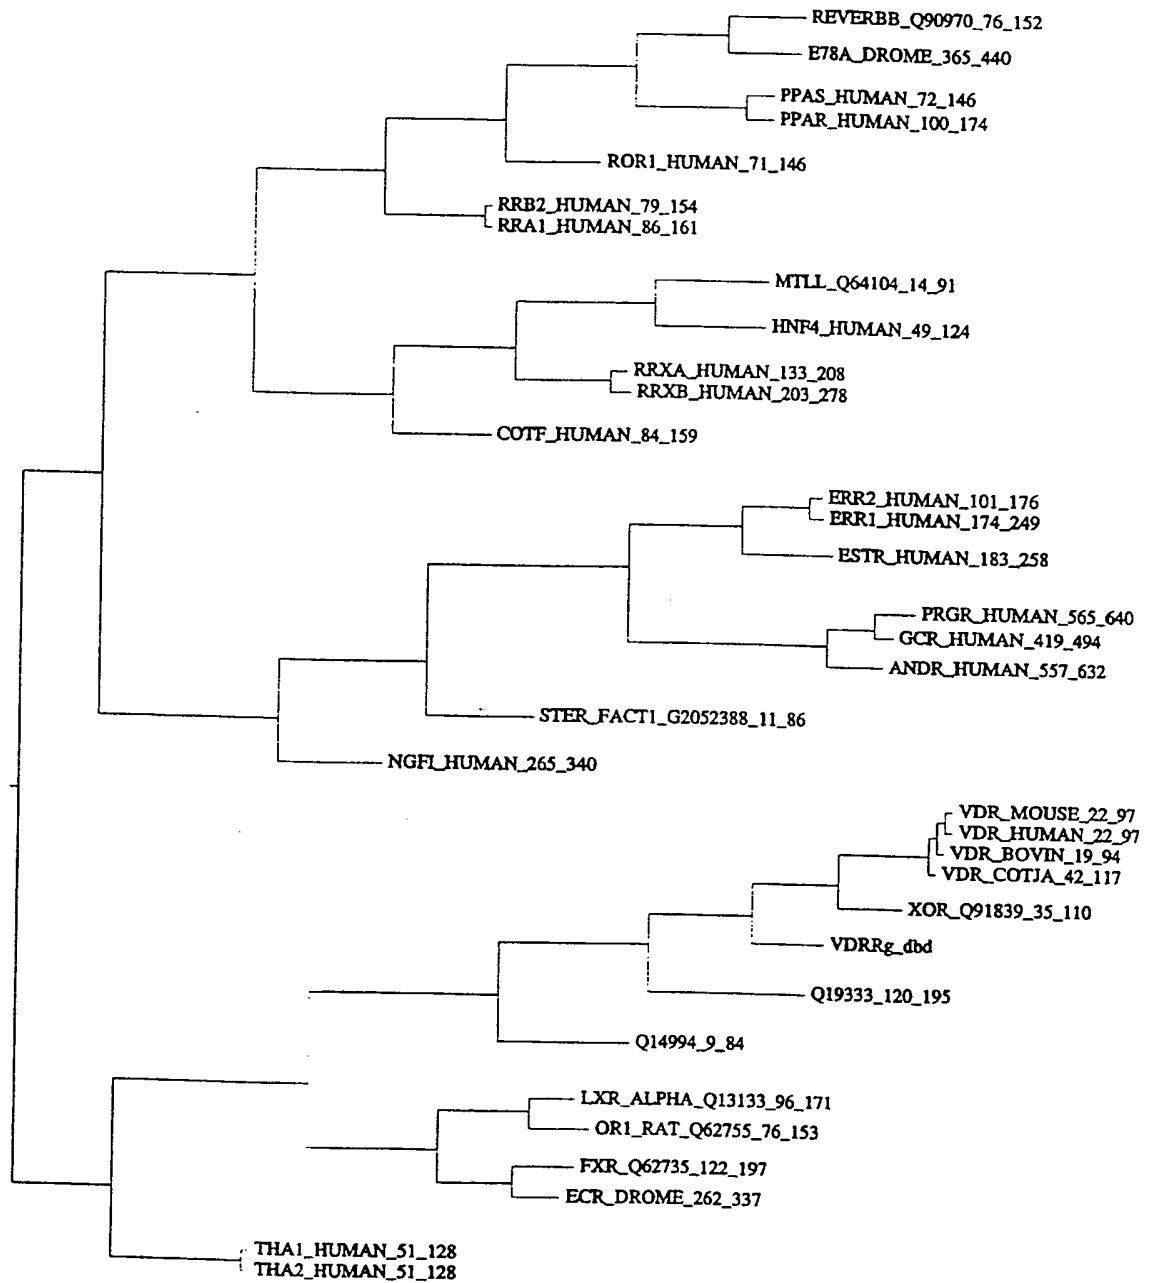 REVERBB_Q90970_76_152
E78A_DROME_365_440
PPAS_HUMAN_72_146
PPAR_HUMAN_100_174
ROR1_HUMAN_71_146
RRB2_HUMAN_79_154
RRA1_HUMAN_86_161
MTLL_Q64104_14_91
HNF4_HUMAN_49_124
RRXA_HUMAN_133_208
RRXB_HUMAN_203_278
COTF_HUMAN_84_159
ERR2_HUMAN_101_176
ERR1_HUMAN_174_249
ESTR_HUMAN_183_258
PRGR_HUMAN_565_640
GCR_HUMAN_419_494
ANDR_HUMAN_557_632
STER_FACT1_G2052388_11_86
NGFI_HUMAN_265_340
VDR_MOUSE_22_97
VDR_HUMAN_22_97
VDR_BOVIN_19_94
VDR_COTJA_42_117
XOR_Q91839_35_110
VDRRg_dbd
Q19333_120_195
Q14994_9_84
LXR_ALPHA_Q13133_96_171
OR1_RAT_Q62755_76_153
FXR_Q62735_122_197
ECR_DROME_262_337
THA1_HUMAN_51_128
THA2_HUMAN_51_128